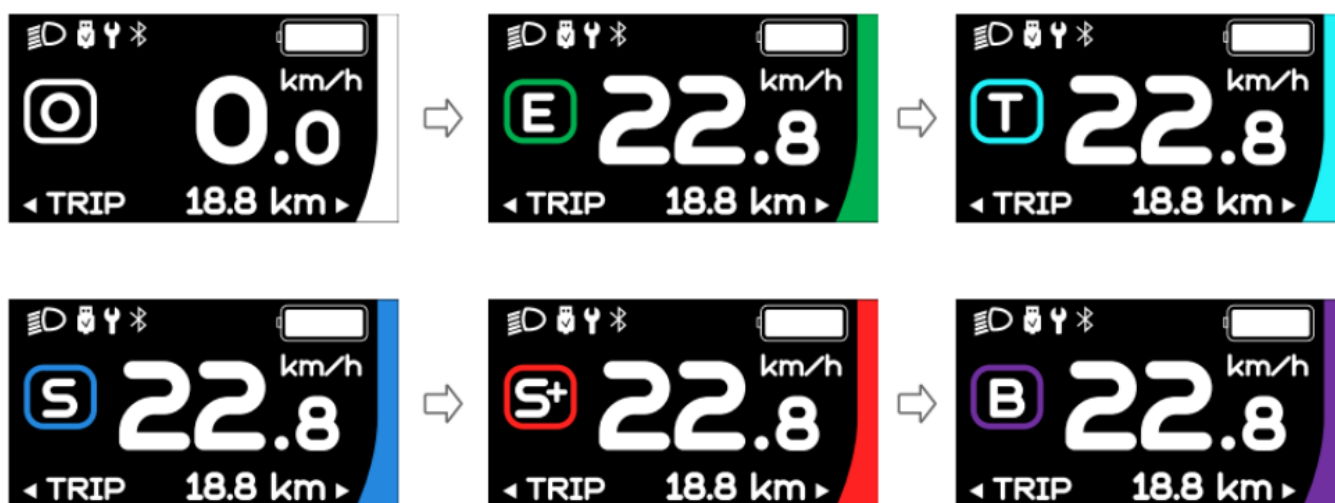 km/h
O 0.0
◂ TRIP 18.8 km ▸
km/h
E 22.8
◂ TRIP 18.8 km ▸
km/h
T 22.8
◂ TRIP 18.8 km ▸
km/h
S 22.8
◂ TRIP 18.8 km ▸
km/h
S+ 22.8
◂ TRIP 18.8 km ▸
km/h
B 22.8
◂ TRIP 18.8 km ▸